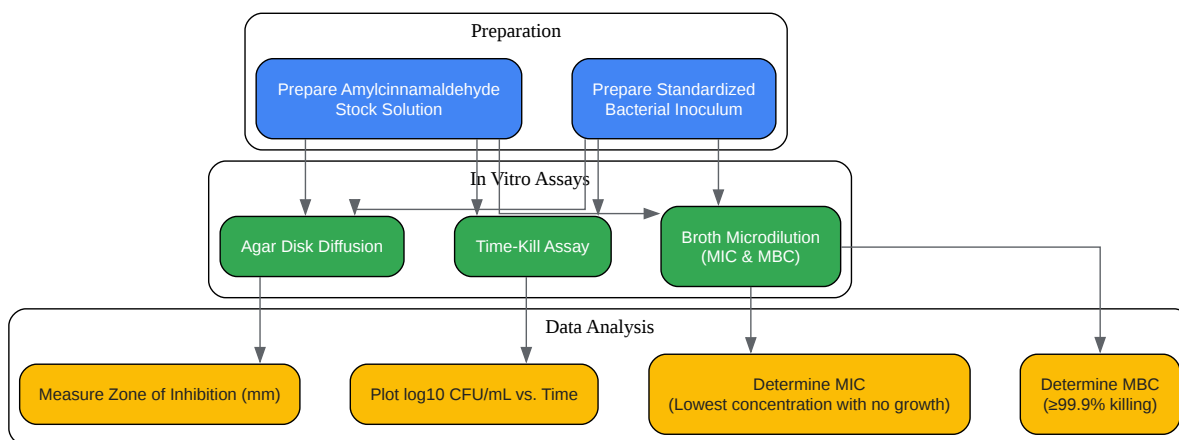 Preparation
Prepare Amylcinnamaldehyde
Stock Solution
Prepare Standardized
Bacterial Inoculum
In Vitro Assays
Agar Disk Diffusion
Time-Kill Assay
Broth Microdilution
(MIC & MBC)
Data Analysis
Measure Zone of Inhibition (mm)
Plot log10 CFU/mL vs. Time
Determine MIC
(Lowest concentration with no growth)
Determine MBC
(≥99.9% killing)